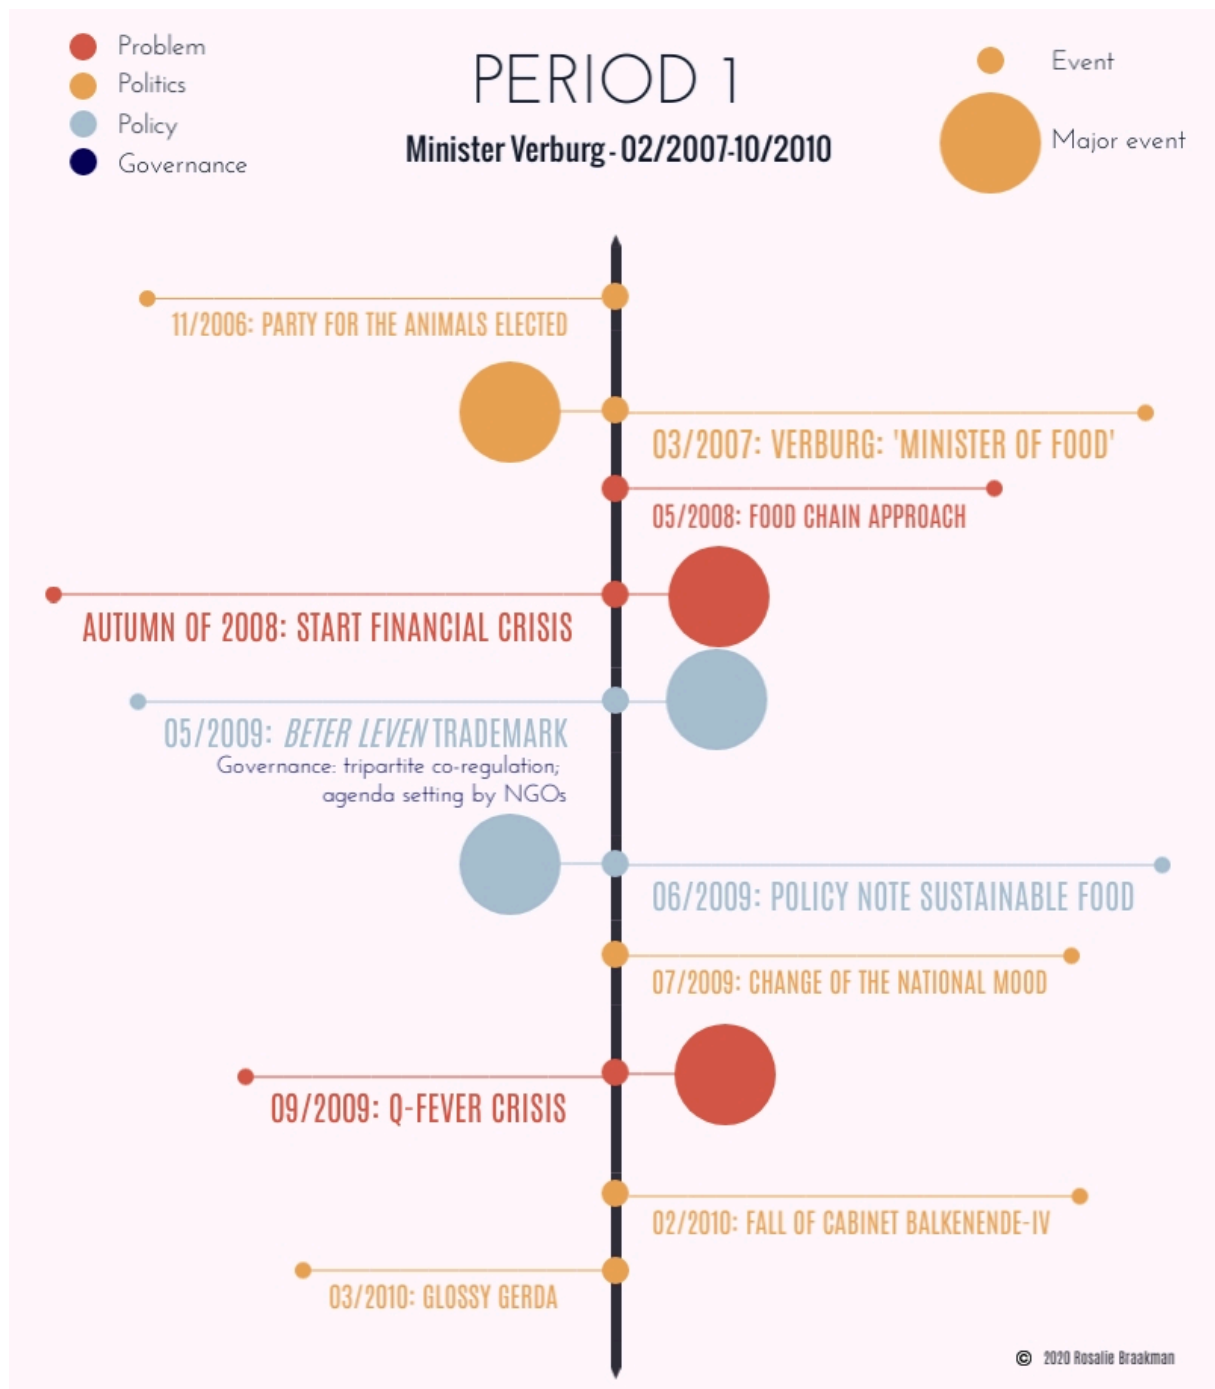 Problem
Politics
Policy
Governance
PERIOD 1
Minister Verburg - 02/2007-10/2010
Event
Major event
11/2006: PARTY FOR THE ANIMALS ELECTED
03/2007: VERBURG: 'MINISTER OF FOOD'
05/2008: FOOD CHAIN APPROACH
AUTUMN OF 2008: START FINANCIAL CRISIS
05/2009: BETER LEVEN TRADEMARK
Governance: tripartite co-regulation;
agenda setting by NGOs
06/2009: POLICY NOTE SUSTAINABLE FOOD
07/2009: CHANGE OF THE NATIONAL MOOD
09/2009: Q-FEVER CRISIS
02/2010: FALL OF CABINET BALKENENDE-IV
03/2010: GLOSSY GERDA
© 2020 Rosalie Braakman